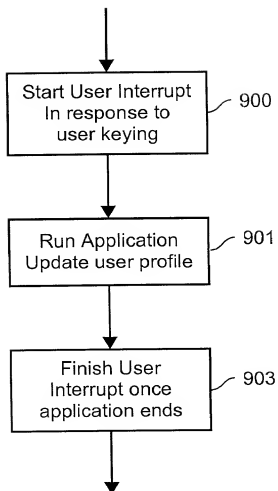 Start User Interrupt
In response to
user keying
900
Run Application
Update user profile
901
Finish User
Interrupt once
application ends
903